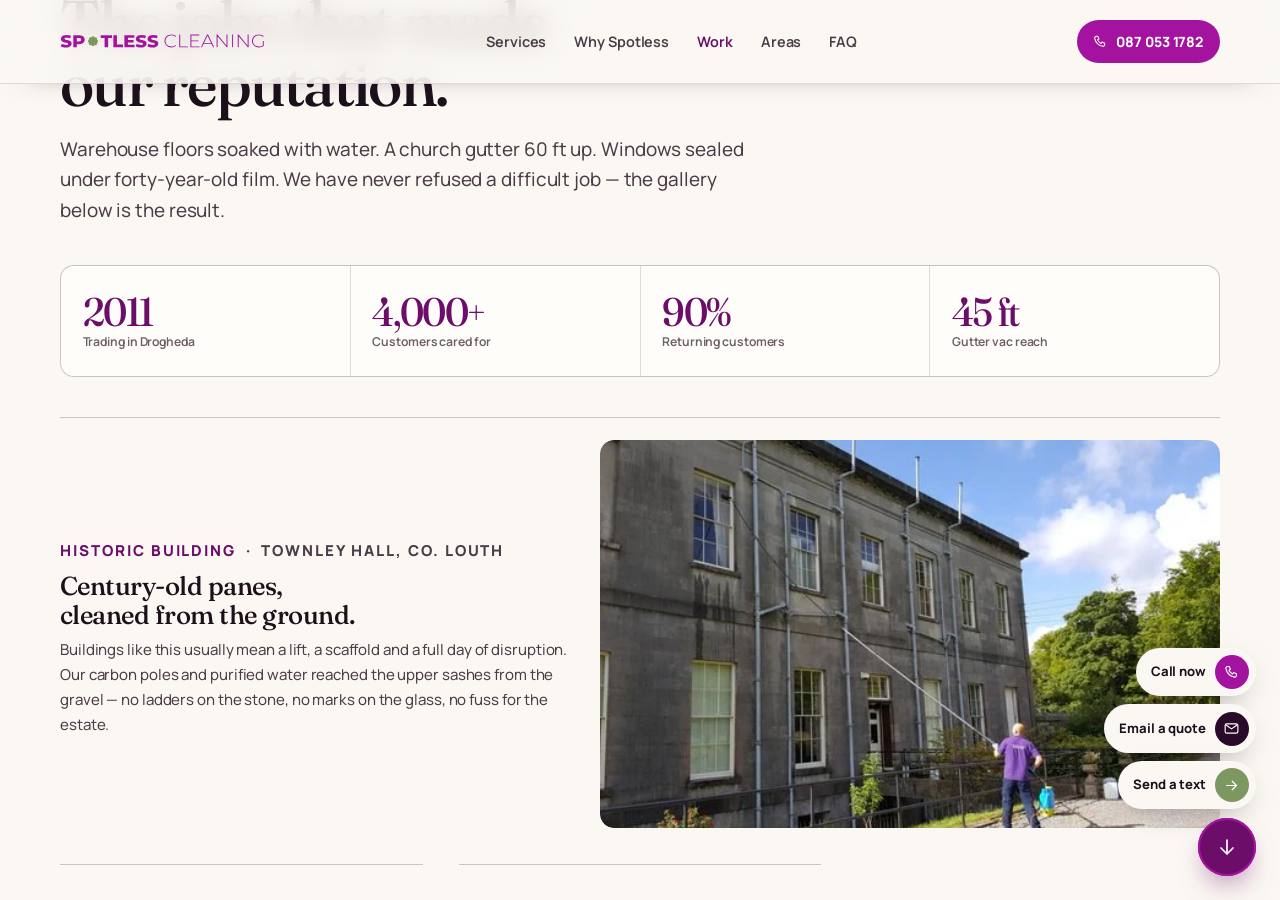 The jobs that made
SPOTLESS CLEANING
Services
Why Spotless
Work
Areas
FAQ
087 053 1782
our reputation.
Warehouse floors soaked with water. A church gutter 60 ft up. Windows sealed
under forty-year-old film. We have never refused a difficult job — the gallery
below is the result.
2011
Trading in Drogheda
4,000+
Customers cared for
90%
Returning customers
45 ft
Gutter vac reach
HISTORIC BUILDING · TOWNLEY HALL, CO. LOUTH
Century-old panes,
cleaned from the ground.
Buildings like this usually mean a lift, a scaffold and a full day of disruption.
Our carbon poles and purified water reached the upper sashes from the
gravel — no ladders on the stone, no marks on the glass, no fuss for the
estate.
Call now
Email a quote
Send a text